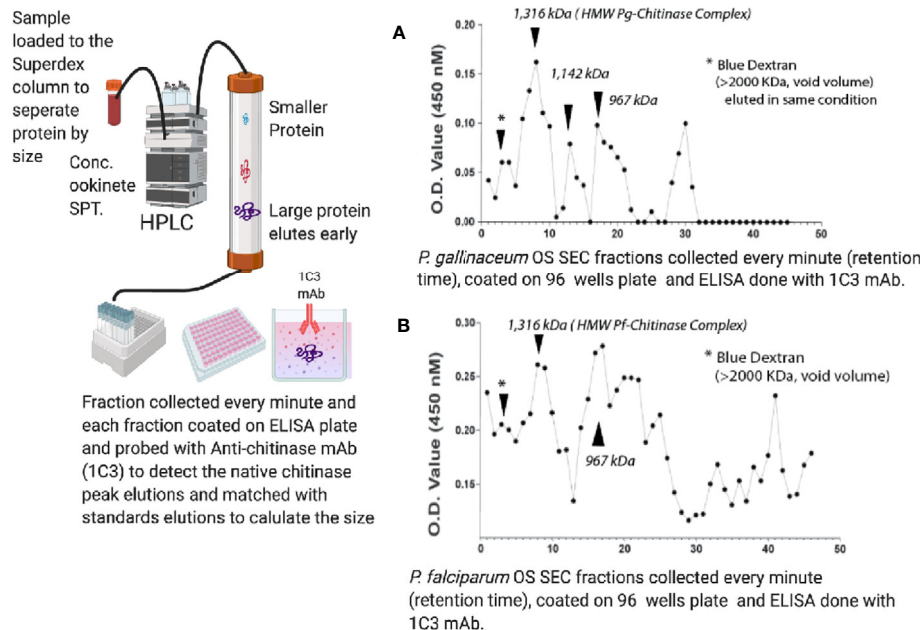 Sample
loaded to the
Superdex
column to
seperate
protein by
size
Conc.
ookinete
SPT.
HPLC
Smaller
Protein
Large protein
elutes early
1C3
mAb
Fraction collected every minute and
each fraction coated on ELISA plate
and probed with Anti-chitinase mAb
(1C3) to detect the native chitinase
peak elutions and matched with
standards elutions to calulate the size
A
1,316 kDa ( HMW Pg-Chitinase Complex)
1,142 kDa
967 kDa
*
* Blue Dextran
(>2000 KDa, void volume)
eluted in same condition
O.D. Value (450 nM)
0.20
0.15
0.10
0.05
0.00
0 10 20 30 40 50
P. gallinaceum OS SEC fractions collected every minute (retention
time), coated on 96 wells plate and ELISA done with 1C3 mAb.
B
1,316 kDa ( HMW Pf-Chitinase Complex)
*
967 kDa
* Blue Dextran
(>2000 KDa, void volume)
O.D. Value (450 nM)
0.30
0.25
0.20
0.15
0 10 20 30 40 50
P. falciparum OS SEC fractions collected every minute
(retention time), coated on 96 wells plate and ELISA done with
1C3 mAb.